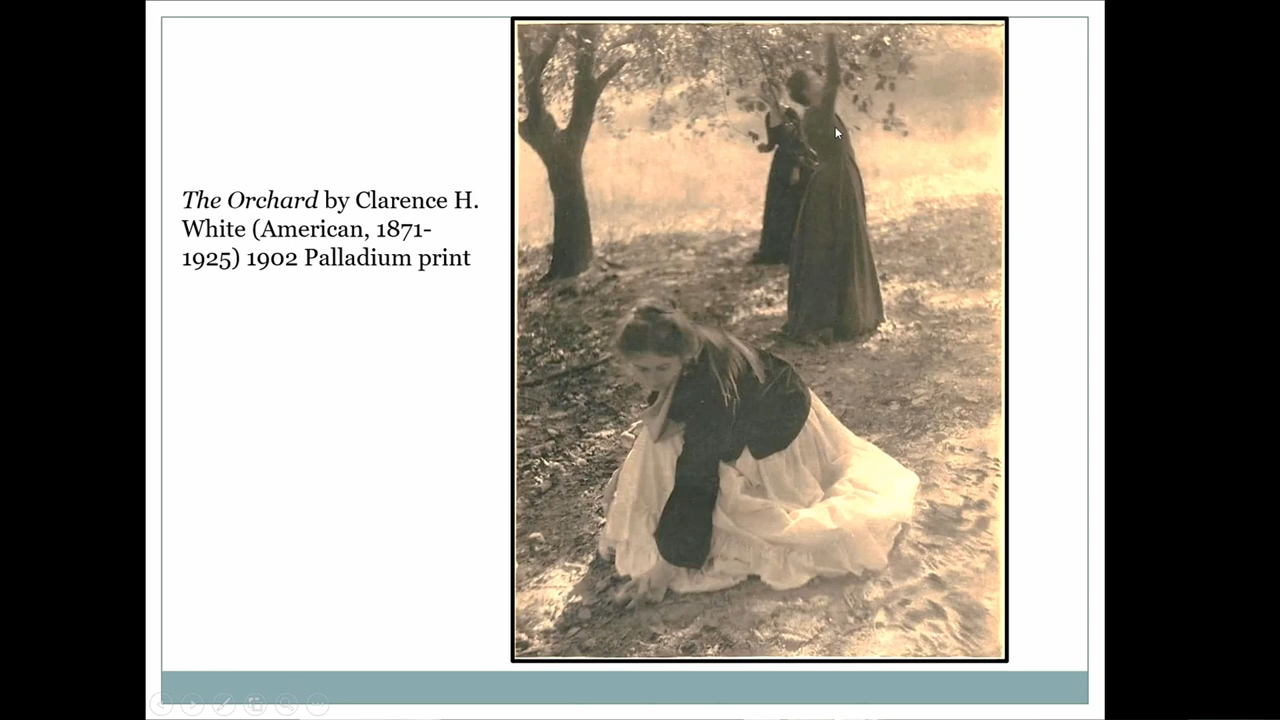 The Orchard by Clarence H.
White (American, 1871-
1925) 1902 Palladium print